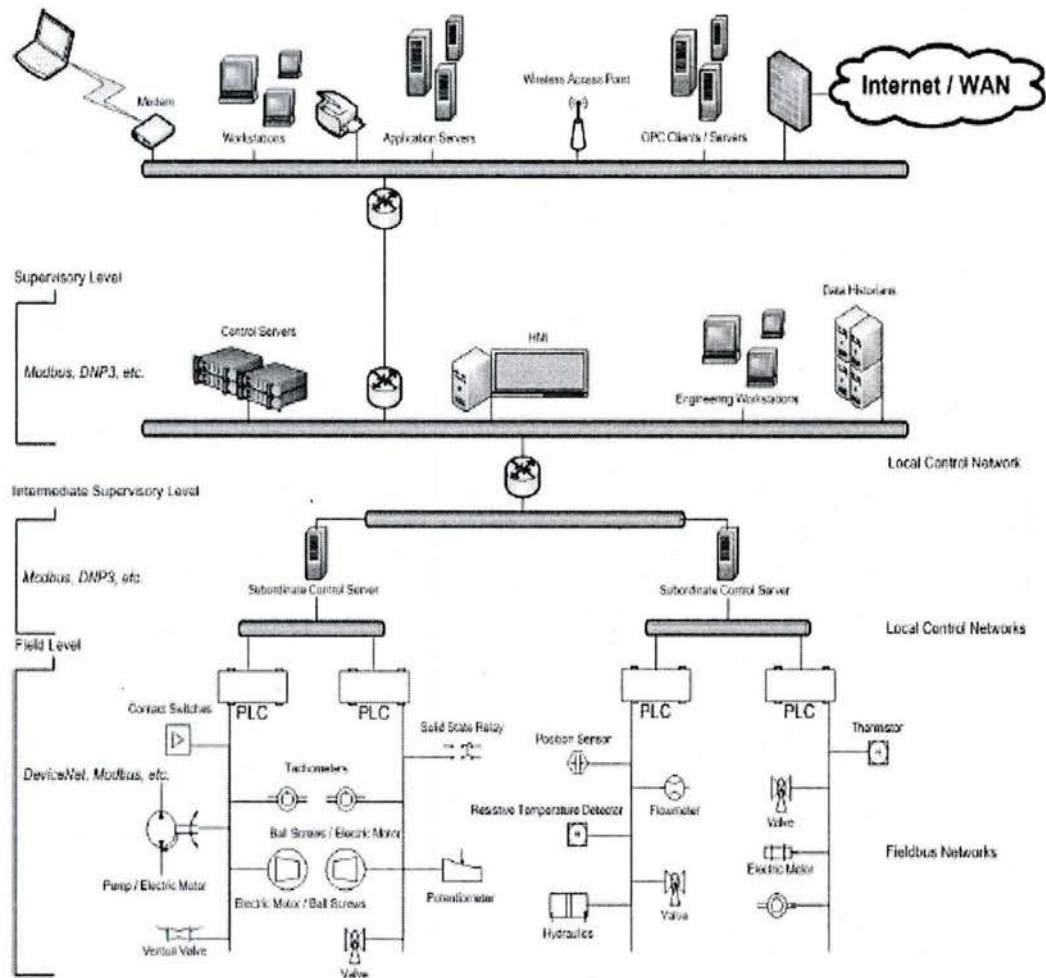 Internet / WAN
Modem
Workstations
Application Servers
Wireless Access Point
OPC Clients / Servers
Supervisory Level
Modbus, DNP3, etc.
Control Servers
HMI
Engineering Workstations
Data Historians
Local Control Network
Intermediate Supervisory Level
Modbus, DNP3, etc.
Subordinate Control Server
Subordinate Control Server
Local Control Networks
Field Level
PLC
PLC
PLC
PLC
Contact Switches
Solid State Relay
Position Sensor
Thermistor
DeviceNet, Modbus, etc.
Tachometers
Resistive Temperature Detector
Flowmeter
Valve
Ball Screws / Electric Motor
Electric Motor
Fieldbus Networks
Pump / Electric Motor
Electric Motor / Ball Screws
Potentiometer
Hydraulics
Valve
Venturi Valve
Valve